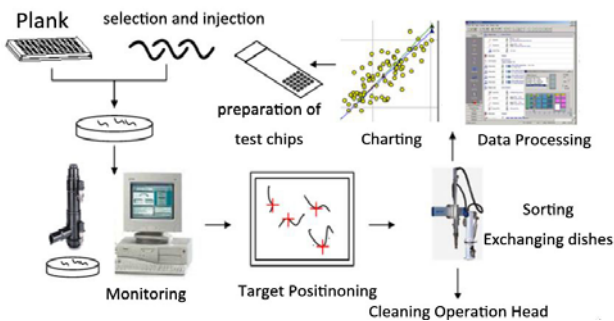 Plank
selection and injection
preparation of
test chips
Charting
Data Processing
Monitoring
Target Positinoning
Sorting
Exchanging dishes
Cleaning Operation Head